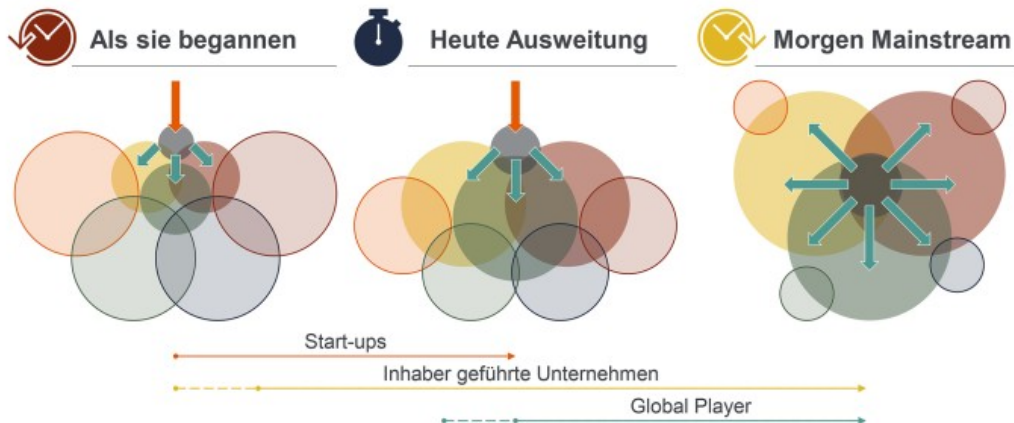 Als sie begannen
Heute Ausweitung
Morgen Mainstream
Start-ups
Inhaber geführte Unternehmen
Global Player